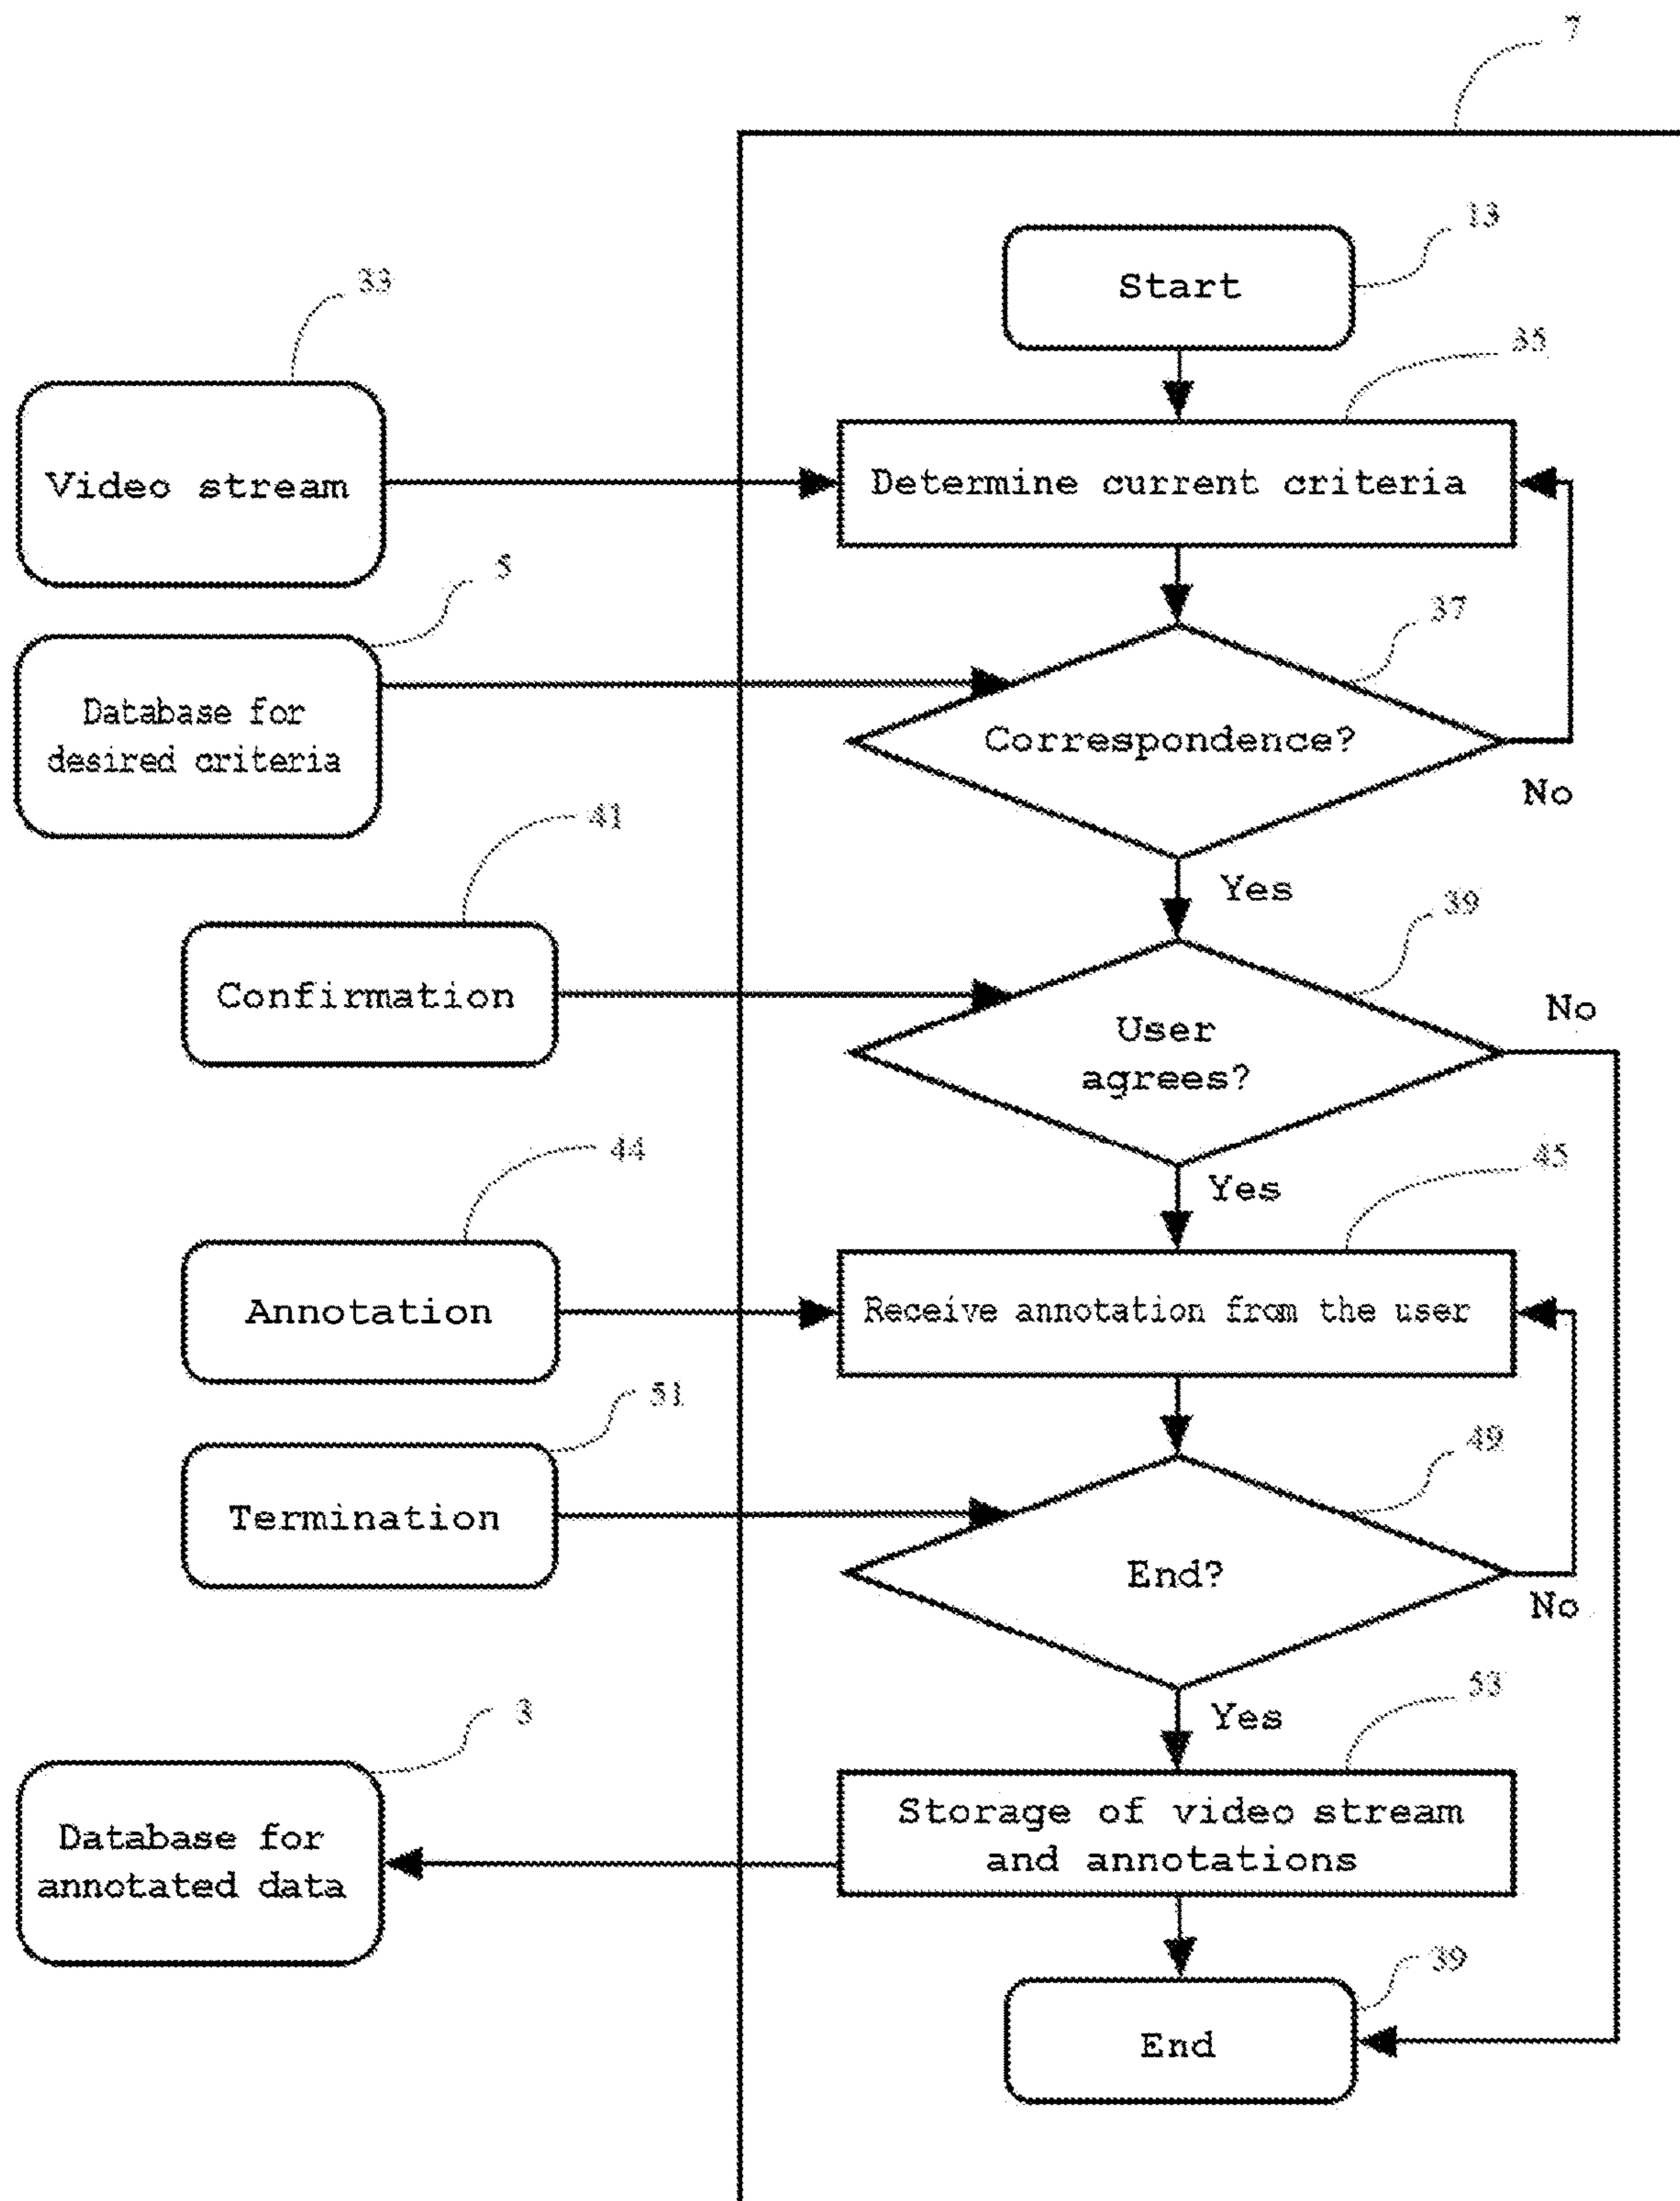 7
13
Start
33
35
Video stream
Determine current criteria
5
37
Database for
desired criteria
Correspondence?
No
41
Yes
39
Confirmation
No
User
agrees?
44
45
Yes
Annotation
Receive annotation from the user
51
49
Termination
End?
No
3
53
Yes
Database for
annotated data
Storage of video stream
and annotations
39
End